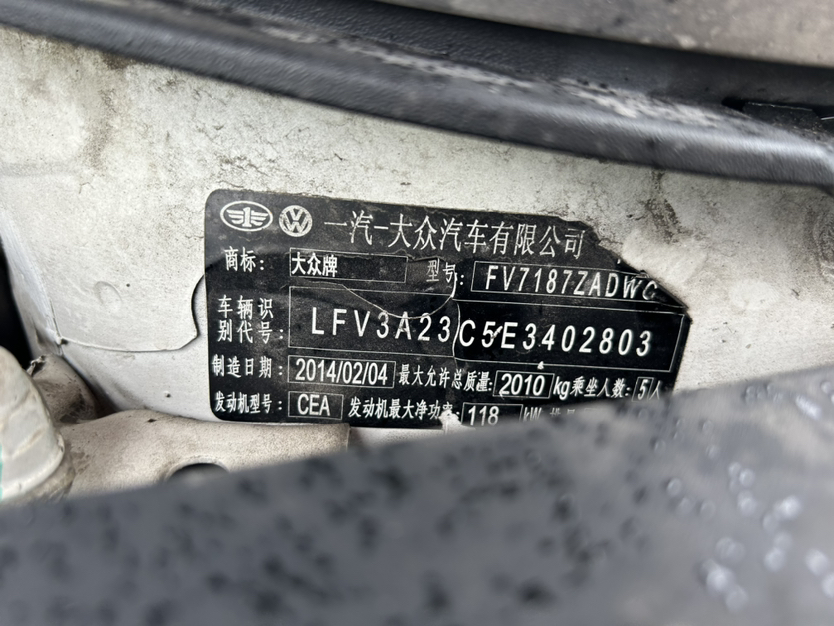 一汽-大众汽车有限公司
商标: 大众牌 型号: FV7187ZADWC
车辆识别代号: LFV3A23C5E3402803
制造日期: 2014/02/04 最大允许总质量: 2010 kg 乘坐人数: 5人
发动机型号: CEA 发动机最大净功率: 118 kW